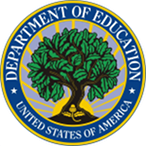 DEPARTMENT OF EDUCATION
UNITED STATES OF AMERICA